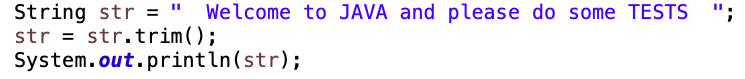 String str = "  Welcome to JAVA and please do some TESTS  ";
str = str.trim();
System.out.println(str);